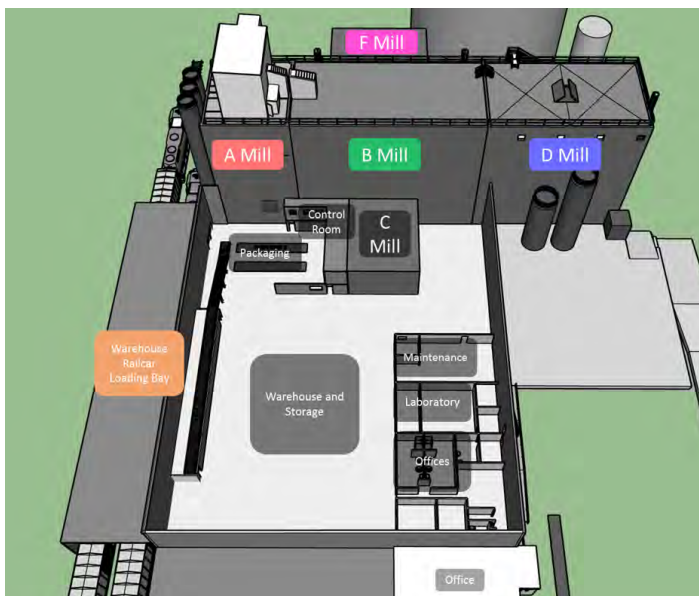 F Mill
A Mill
B Mill
D Mill
Control
Room
C
Mill
Packaging
Warehouse
Railcar
Loading Bay
Maintenance
Warehouse and
Storage
Laboratory
Offices
Office